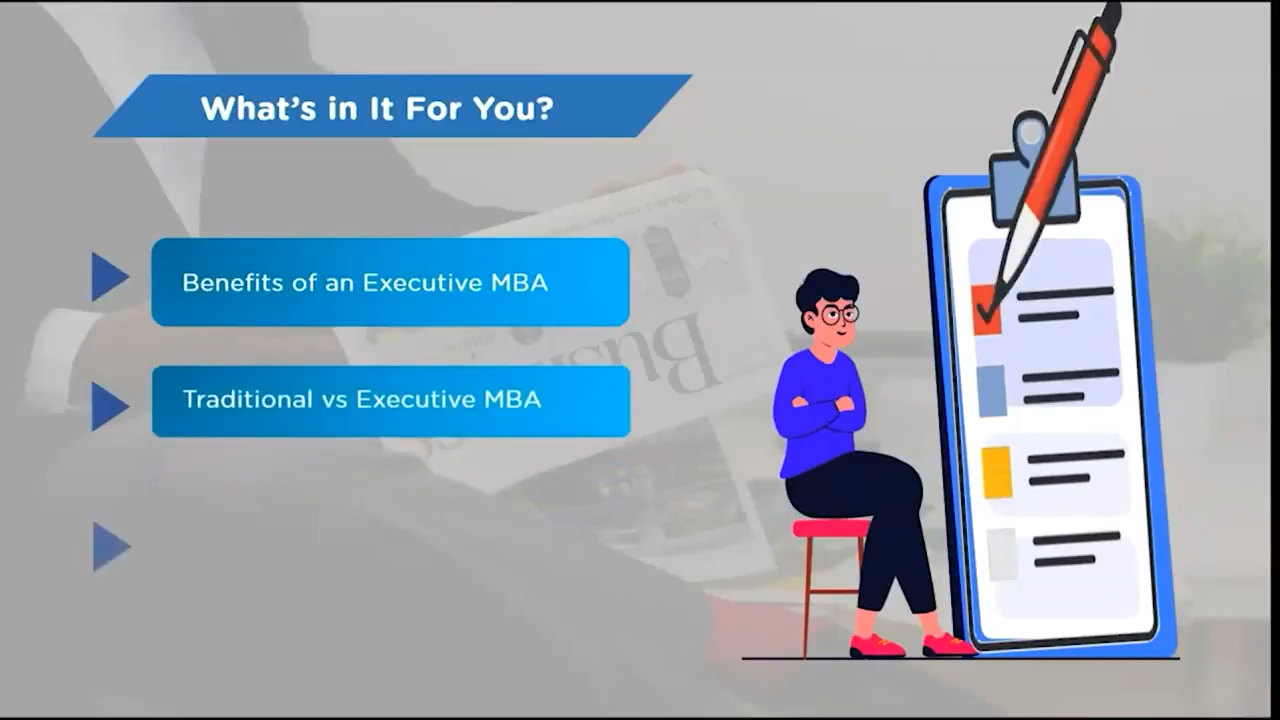 What's in It For You?
Benefits of an Executive MBA
Traditional vs Executive MBA